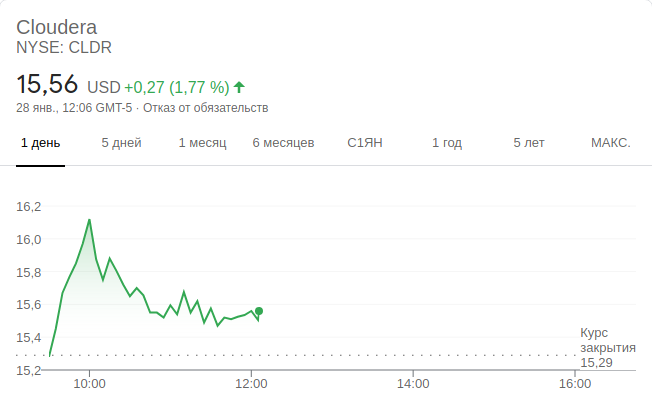 Cloudera
NYSE: CLDR
15,56 USD +0,27 (1,77 %)
28 янв., 12:06 GMT-5 · Отказ от обязательств
1 день 5 дней 1 месяц 6 месяцев С1ЯН 1 год 5 лет МАКС.
16,2
16,0
15,8
15,6
15,4
15,2
Курс
закрытия
15,29
10:00 12:00 14:00 16:00